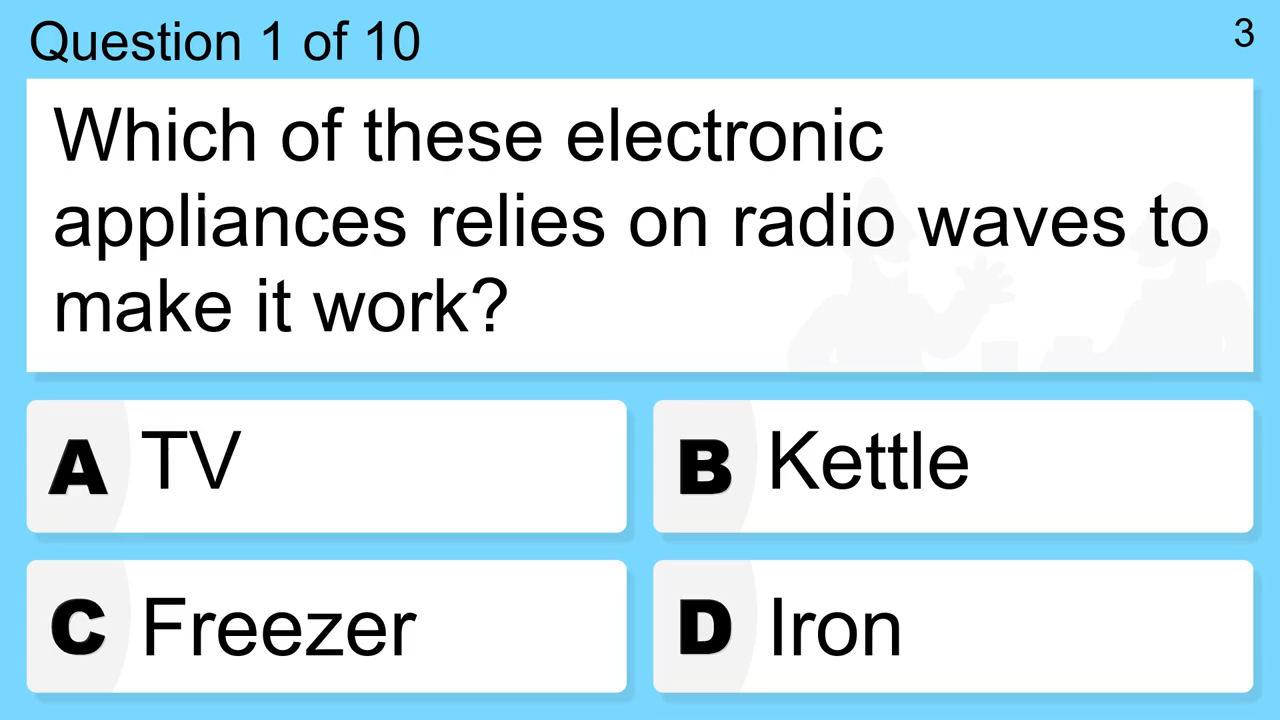 Question 1 of 10
3
Which of these electronic
appliances relies on radio waves to
make it work?
A TV
B Kettle
C Freezer
D Iron